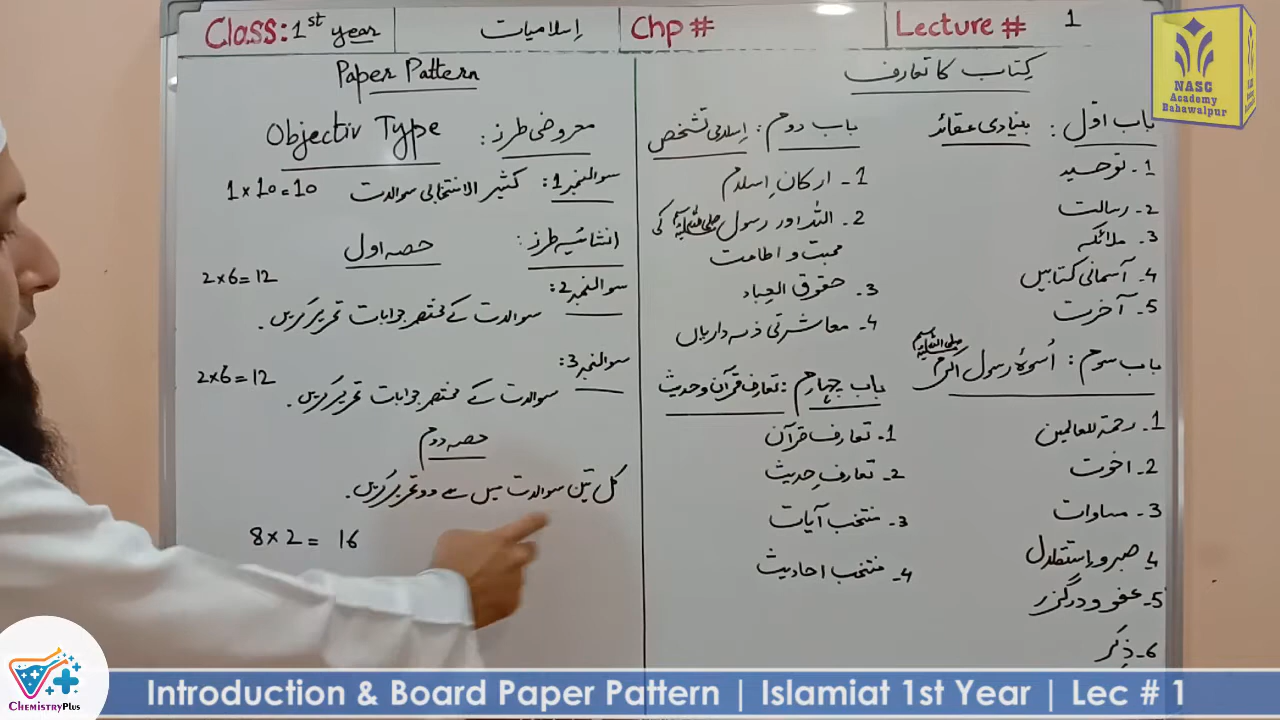 Class: 1st year
اسلامیات
Chp #
Lecture # 1
NASC
Academy
Bahawalpur
کتاب کا تعارف
باب اول: بنیادی عقائد
1- توحید
2- رسالت
3- ملائکہ
4- آسمانی کتابیں
5- آخرت
باب دوم: اسلامی تشخص
1- ارکانِ اسلام
2- اللہ اور رسول ﷺ کی
محبت و اطاعت
3- حقوق العباد
4- معاشرتی ذمہ داریاں
باب سوم: اُسوۂ رسول اکرم ﷺ
1- رحمۃ للعالمین
2- اخوت
3- مساوات
4- صبر و استقلال
5- عفو و درگزر
6- ذِکر
باب چہارم: تعارف قرآن و حدیث
1- تعارف قرآن
2- تعارفِ حدیث
3- منتخب آیات
4- منتخب احادیث
Paper Pattern
معروضی طرز: Objectiv Type
سوال نمبر 1: کثیر الانتخابی سوالات 1×10=10
انشائیہ طرز:
حصہ اول
2×6=12
سوال نمبر 2:
سوالات کے مختصر جوابات تحریر کریں۔
سوال نمبر 3:
2×6=12
سوالات کے مختصر جوابات تحریر کریں۔
حصہ دوم
کل تین سوالات میں سے دو تحریر کریں۔
8×2= 16
ChemistryPlus
Introduction & Board Paper Pattern | Islamiat 1st Year | Lec # 1